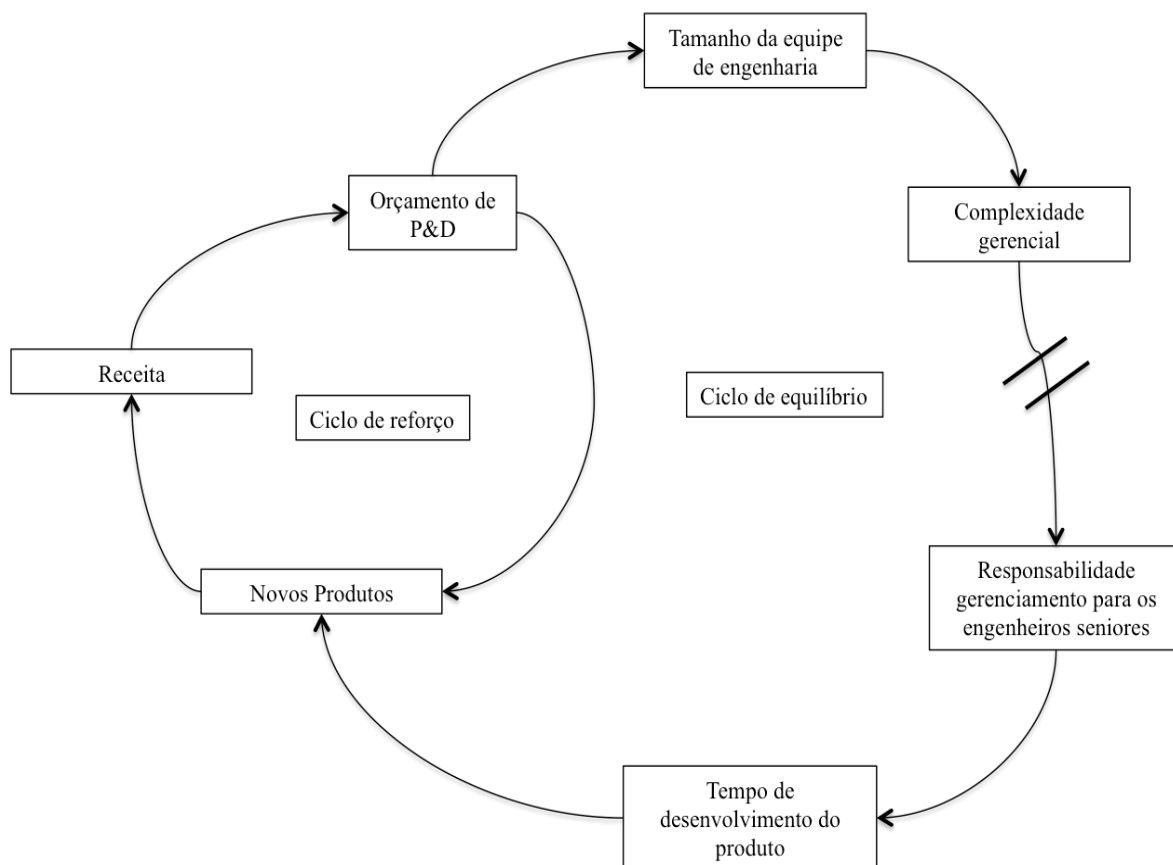 Tamanho da equipe
de engenharia
Orçamento de
P&D
Complexidade
gerencial
Receita
Ciclo de reforço
Ciclo de equilíbrio
Novos Produtos
Responsabilidade
gerenciamento para os
engenheiros seniores
Tempo de
desenvolvimento do
produto